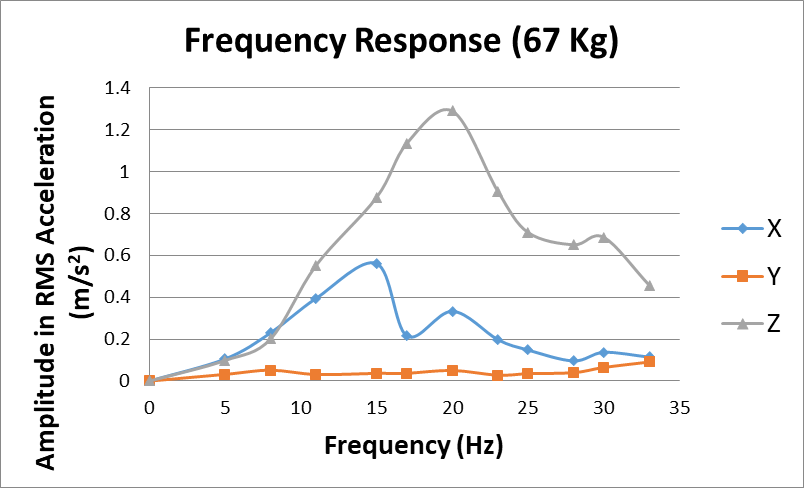 Frequency Response (67 Kg)
Amplitude in RMS Acceleration
(m/s²)
1.4
1.2
1
0.8
0.6
0.4
0.2
0
0 5 10 15 20 25 30 35
Frequency (Hz)
X
Y
Z